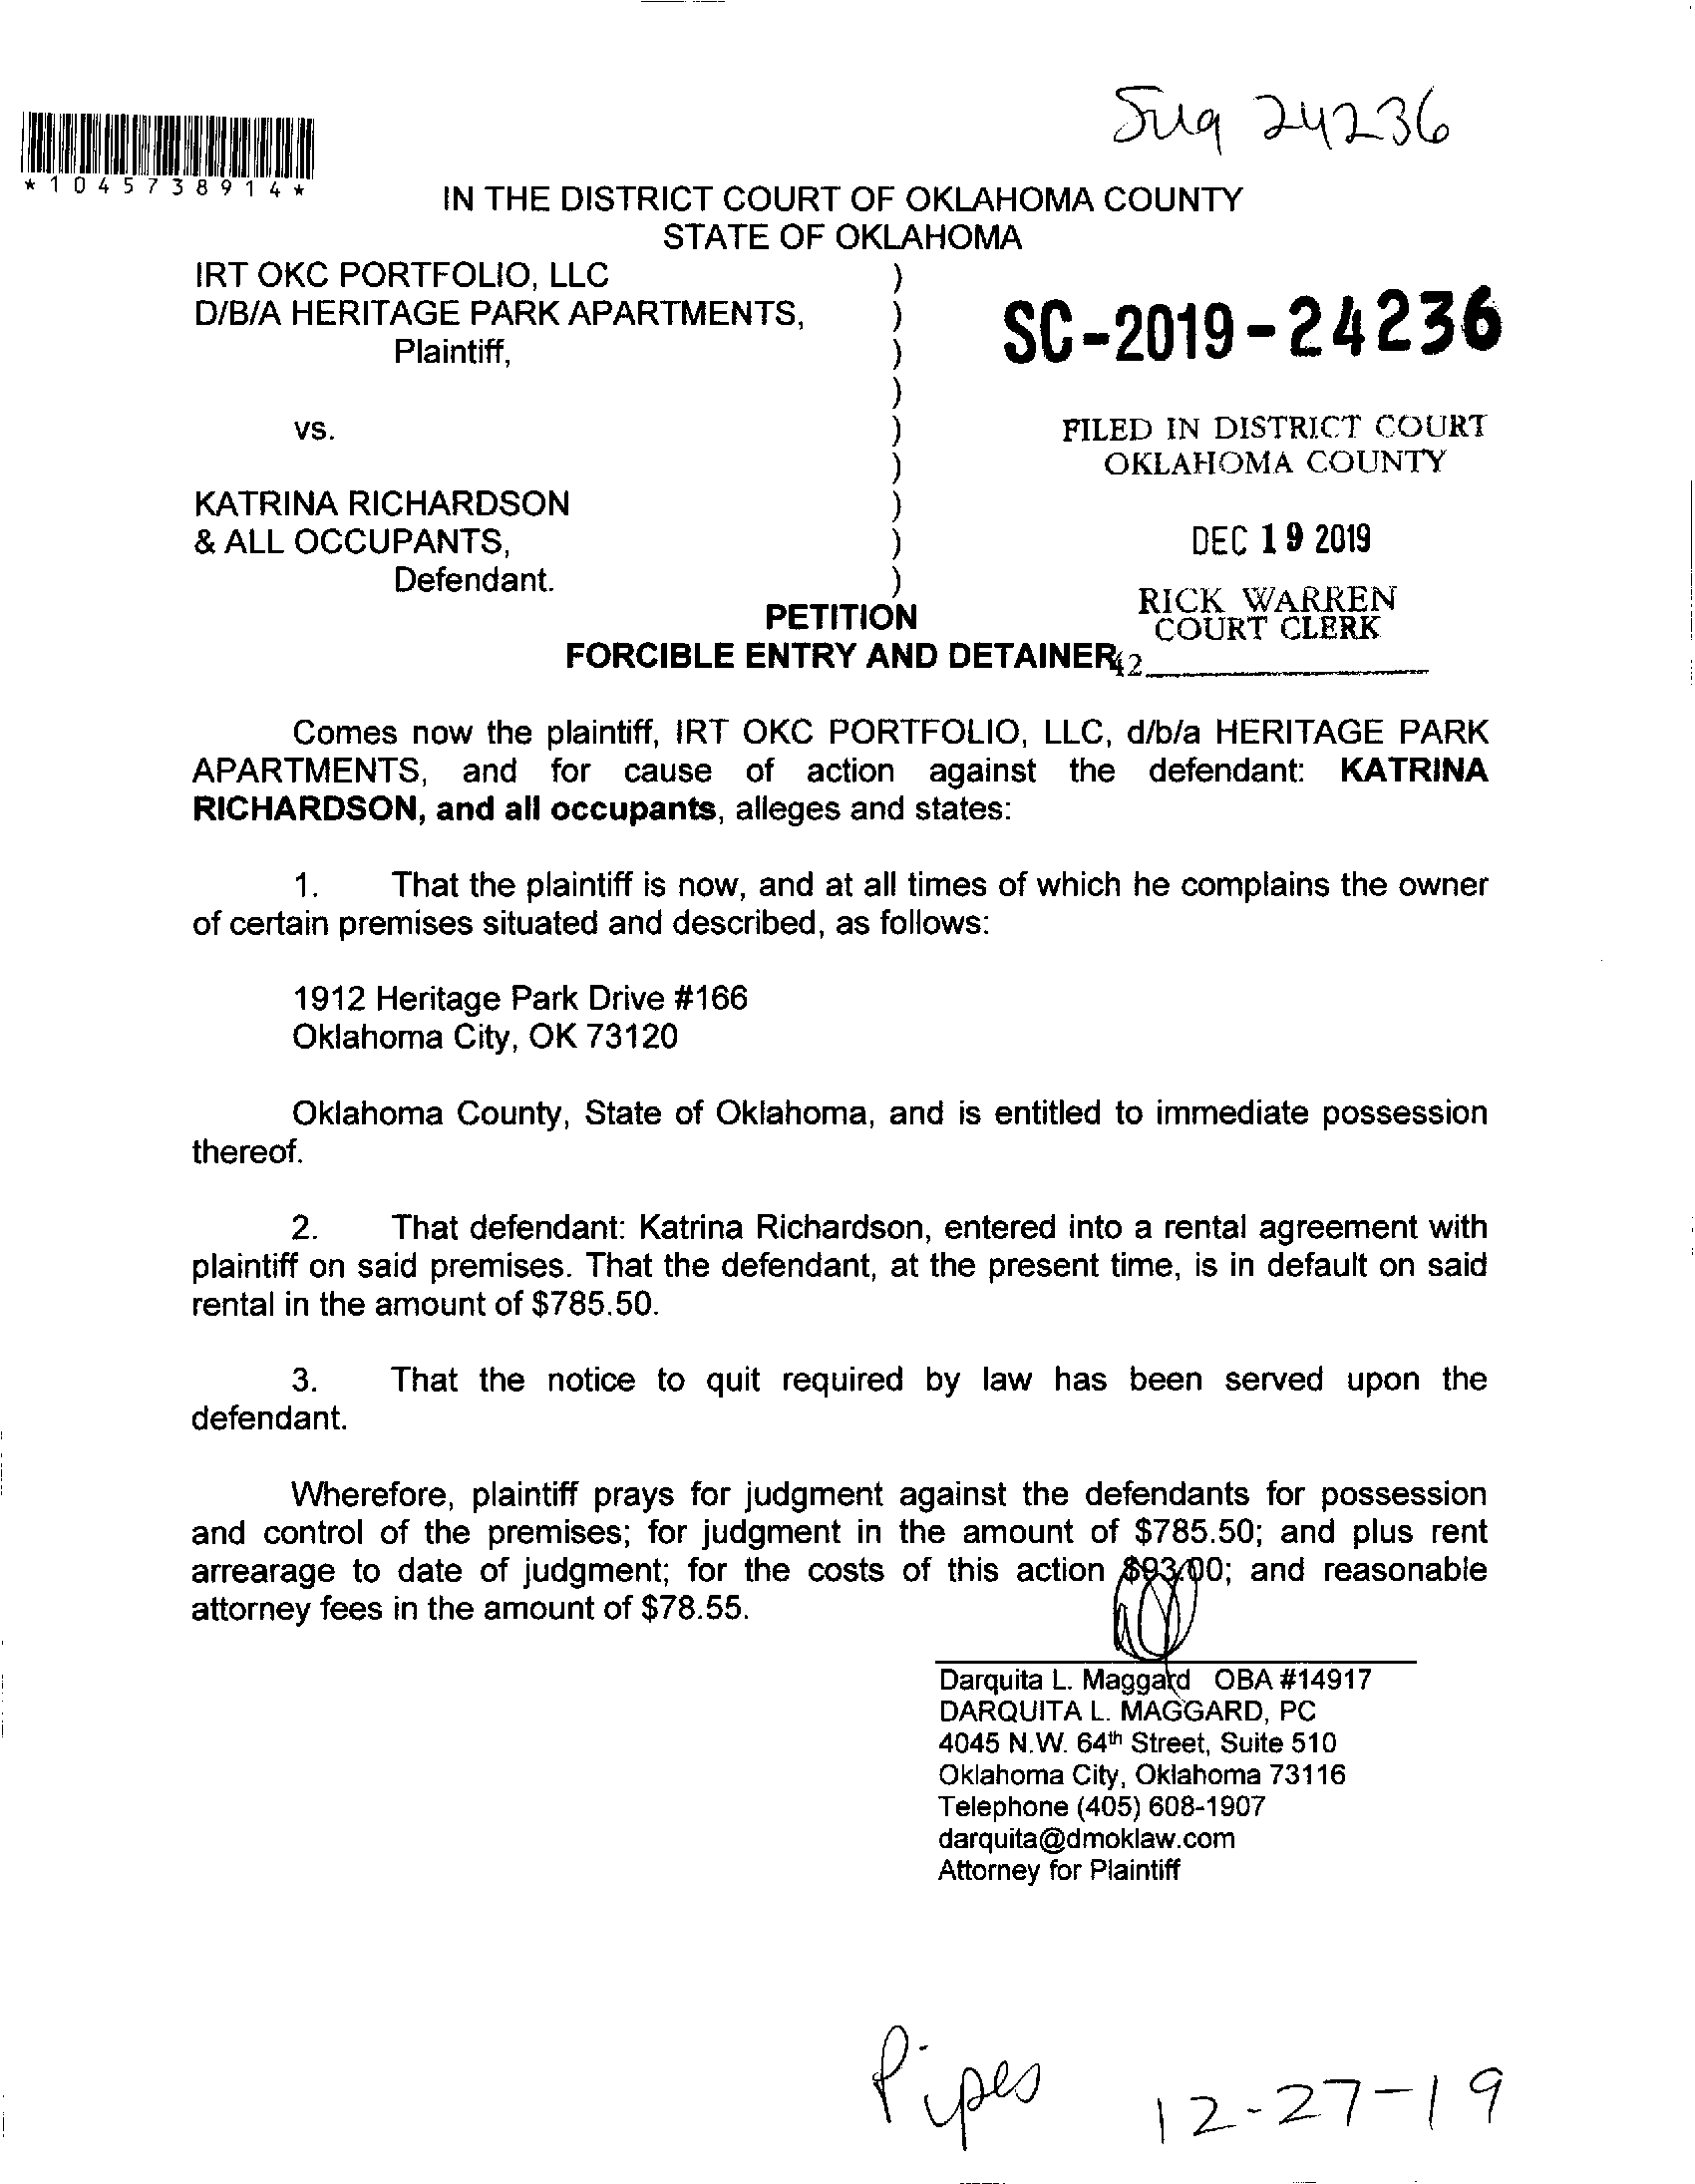 Sug 24236
*1045738914*
IN THE DISTRICT COURT OF OKLAHOMA COUNTY
STATE OF OKLAHOMA
IRT OKC PORTFOLIO, LLC )
D/B/A HERITAGE PARK APARTMENTS, )
Plaintiff, )
)
SC-2019-24236
vs. )
)
KATRINA RICHARDSON )
& ALL OCCUPANTS, )
Defendant. )
FILED IN DISTRICT COURT
OKLAHOMA COUNTY
DEC 19 2019
RICK WARREN
COURT CLERK
42
PETITION
FORCIBLE ENTRY AND DETAINER
Comes now the plaintiff, IRT OKC PORTFOLIO, LLC, d/b/a HERITAGE PARK
APARTMENTS, and for cause of action against the defendant: KATRINA
RICHARDSON, and all occupants, alleges and states:
1. That the plaintiff is now, and at all times of which he complains the owner
of certain premises situated and described, as follows:
1912 Heritage Park Drive #166
Oklahoma City, OK 73120
Oklahoma County, State of Oklahoma, and is entitled to immediate possession
thereof.
2. That defendant: Katrina Richardson, entered into a rental agreement with
plaintiff on said premises. That the defendant, at the present time, is in default on said
rental in the amount of $785.50.
3. That the notice to quit required by law has been served upon the
defendant.
Wherefore, plaintiff prays for judgment against the defendants for possession
and control of the premises; for judgment in the amount of $785.50; and plus rent
arrearage to date of judgment; for the costs of this action $93.00; and reasonable
attorney fees in the amount of $78.55.
Darquita L. Maggard OBA #14917
DARQUITA L. MAGGARD, PC
4045 N.W. 64th Street, Suite 510
Oklahoma City, Oklahoma 73116
Telephone (405) 608-1907
darquita@dmoklaw.com
Attorney for Plaintiff
Pipes 12-27-19